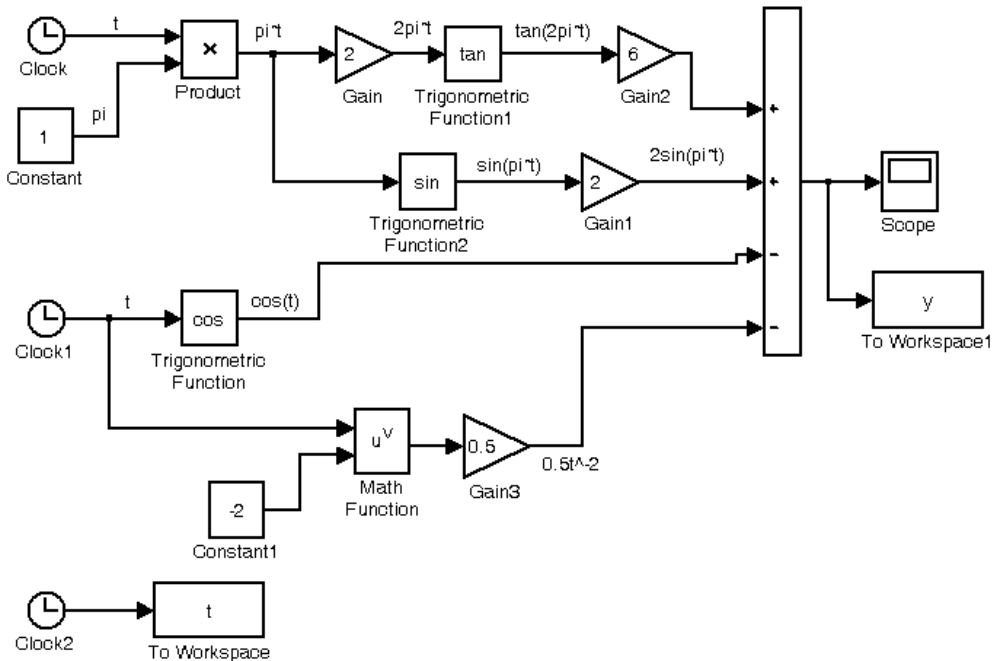 t
Clock
pi
1
Constant
×
Product
pi*t
2
Gain
2pi*t
tan
Trigonometric
Function1
tan(2pi*t)
6
Gain2
sin
Trigonometric
Function2
sin(pi*t)
2
Gain1
2sin(pi*t)
+
+
-
-
Scope
y
To Workspace1
t
Clock1
cos
Trigonometric
Function
cos(t)
u^v
Math
Function
-2
Constant1
0.5
Gain3
0.5t^-2
Clock2
t
To Workspace